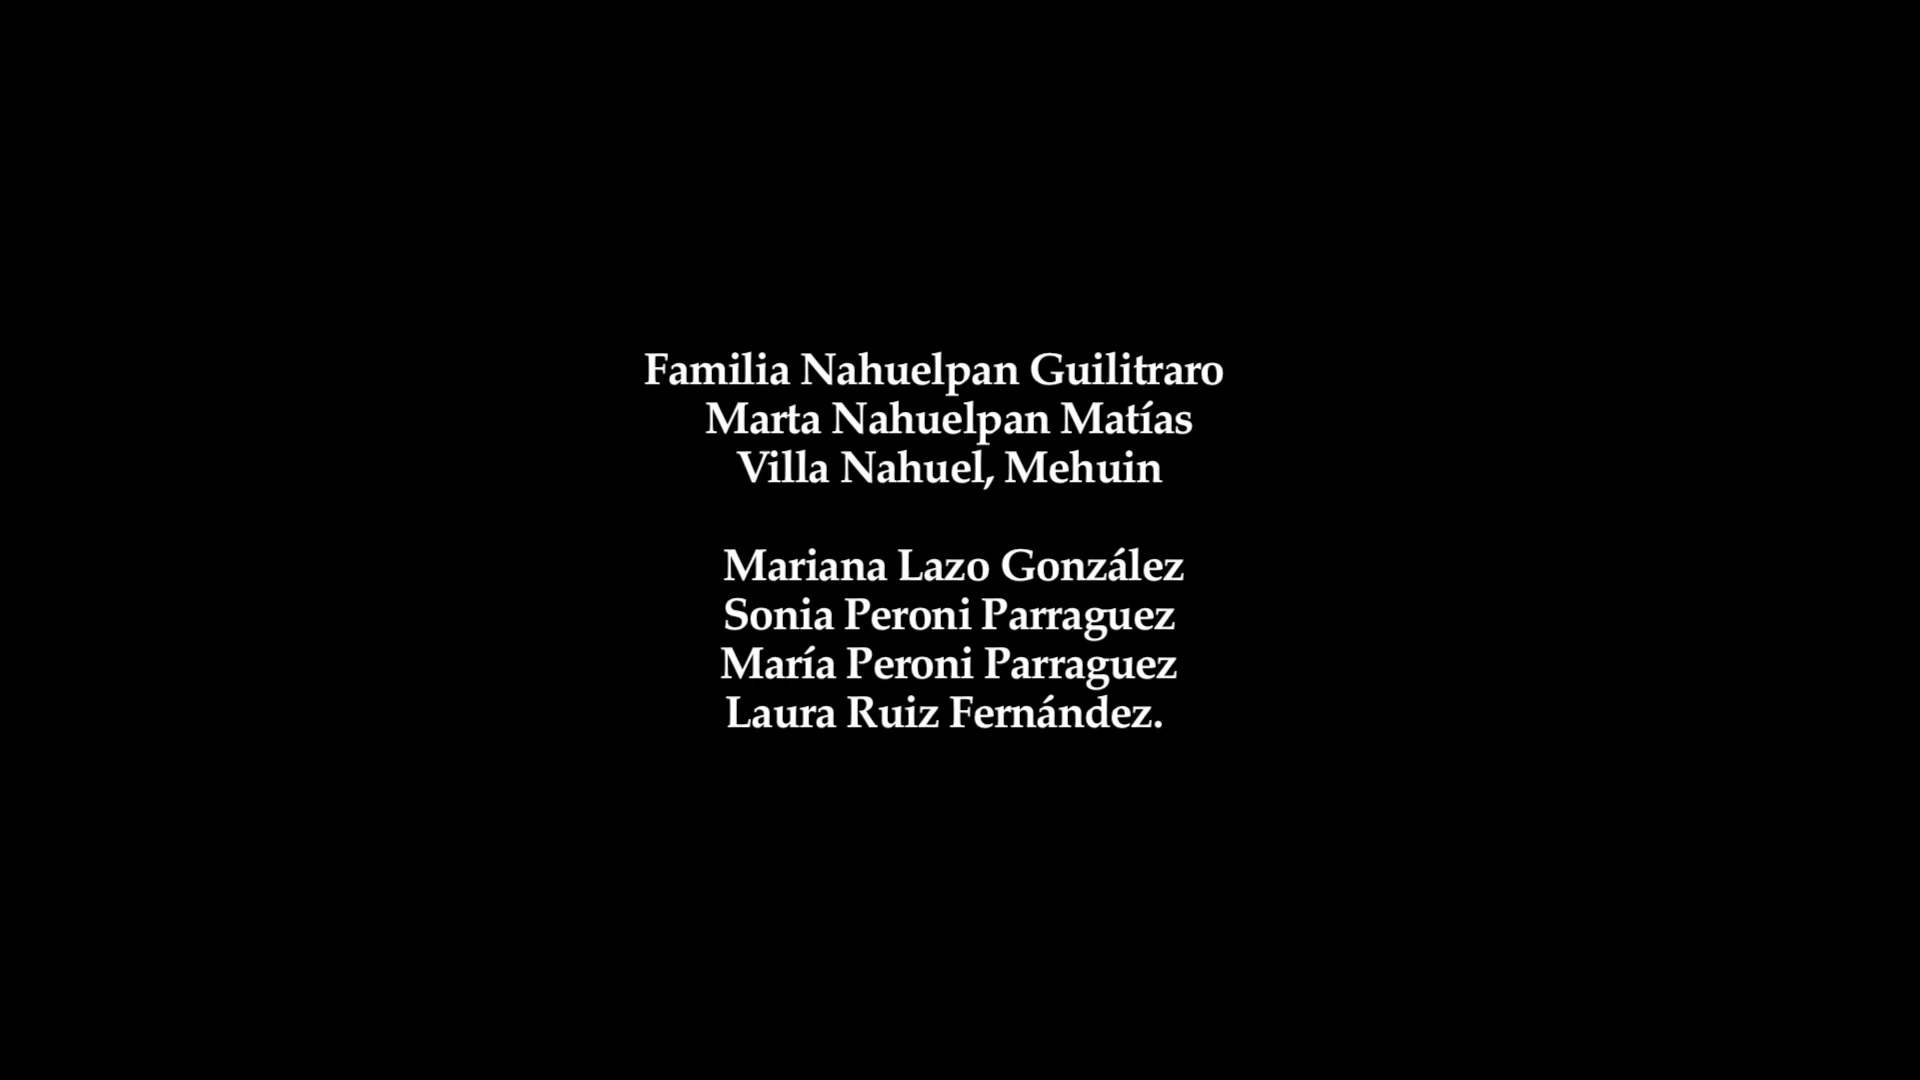 Familia Nahuelpan Guilitraro
Marta Nahuelpan Matías
Villa Nahuel, Mehuin
Mariana Lazo González
Sonia Peroni Parraguez
María Peroni Parraguez
Laura Ruiz Fernández.